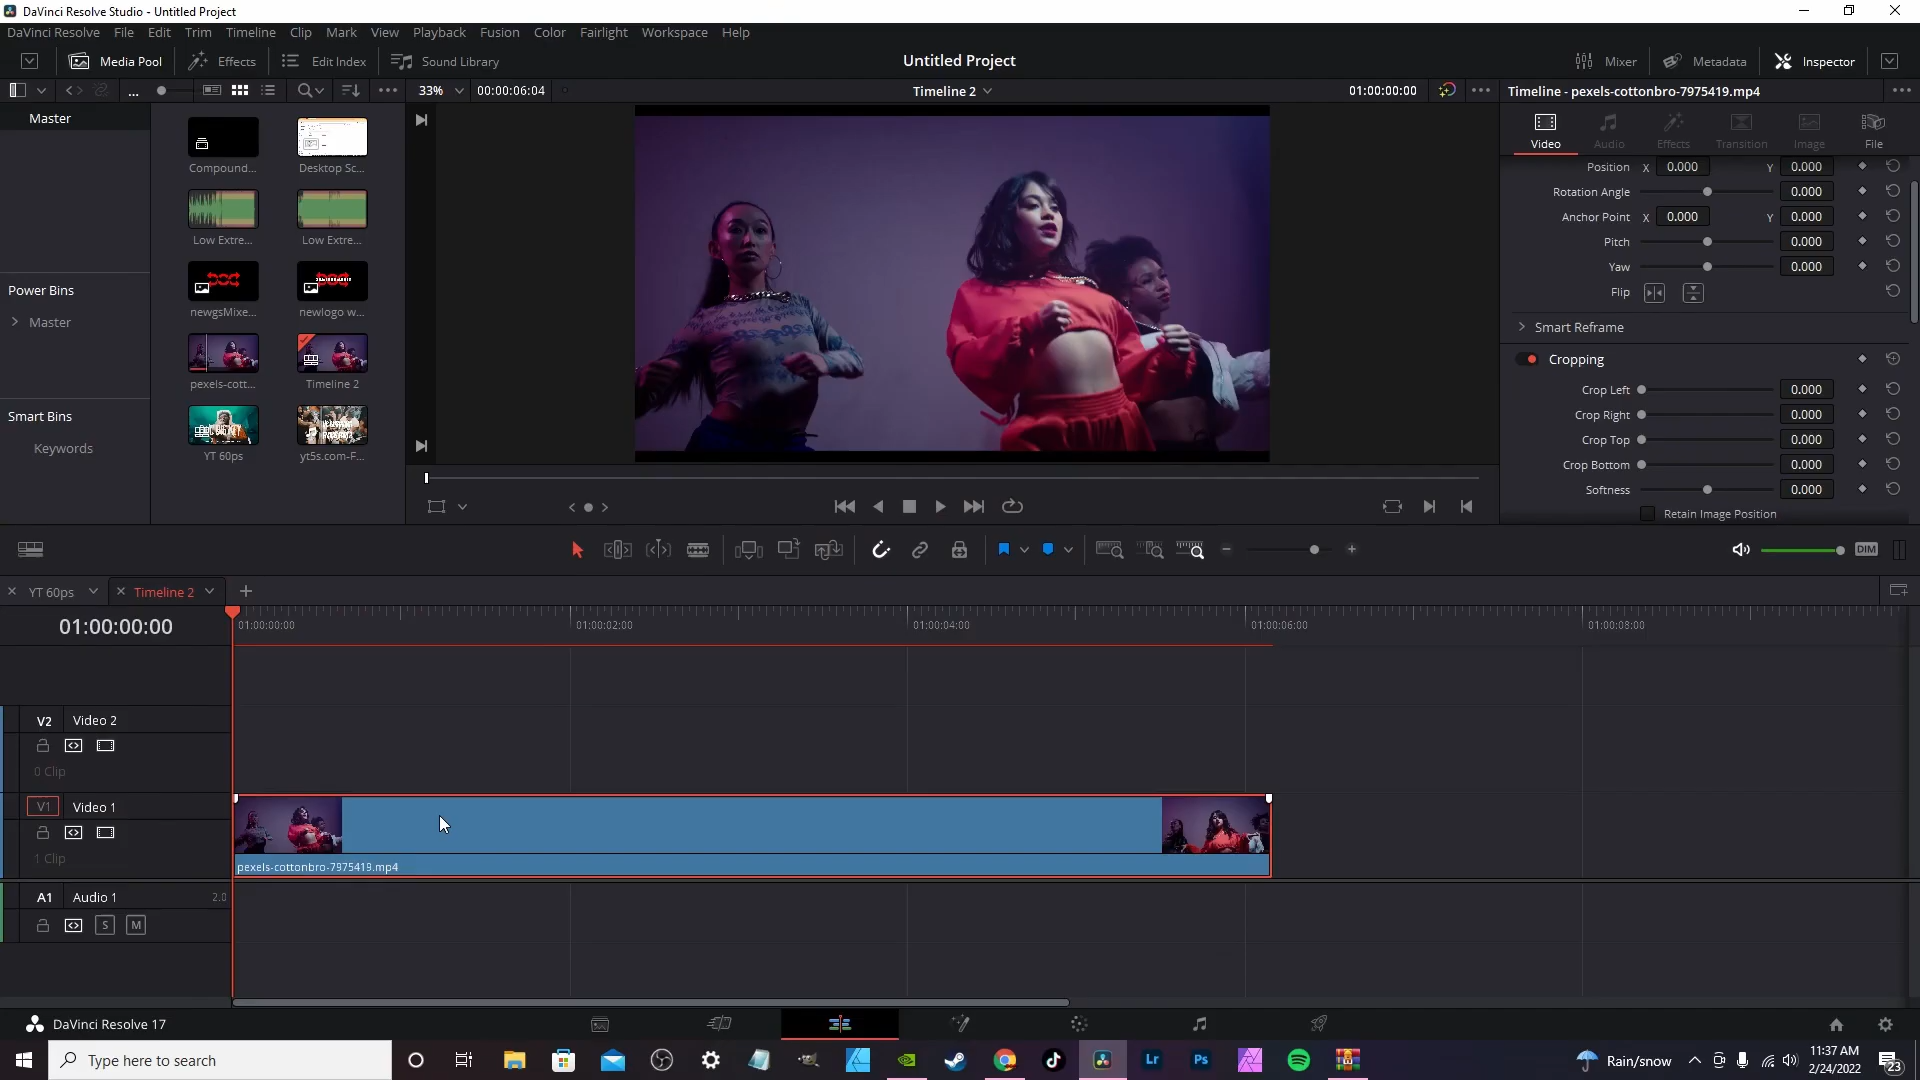 DaVinci Resolve Studio - Untitled Project
DaVinci Resolve File Edit Trim Timeline Clip Mark View Playback Fusion Color Fairlight Workspace Help
Media Pool Effects Edit Index Sound Library Untitled Project Mixer Metadata Inspector
33% 00:00:06:04 Timeline 2 01:00:00:00 Timeline - pexels-cottonbro-7975419.mp4
Master
Compound... Desktop Sc...
Low Extre... Low Extre...
newgsMixe... newlogo w...
pexels-cott... Timeline 2
YT 60ps yt5s.com-F...
Power Bins
Master
Smart Bins
Keywords
Video Audio Effects Transition Image File
Position X 0.000 Y 0.000
Rotation Angle 0.000
Anchor Point X 0.000 Y 0.000
Pitch 0.000
Yaw 0.000
Flip
Smart Reframe
Cropping
Crop Left 0.000
Crop Right 0.000
Crop Top 0.000
Crop Bottom 0.000
Softness 0.000
Retain Image Position
DIM
YT 60ps Timeline 2
01:00:00:00
01:00:00:00 01:00:02:00 01:00:04:00 01:00:06:00 01:00:08:00
V2 Video 2
0 Clip
V1 Video 1
1 Clip
pexels-cottonbro-7975419.mp4
A1 Audio 1 2.0
S M
DaVinci Resolve 17
Type here to search
Lr Ps
Rain/snow
11:37 AM
2/24/2022
23